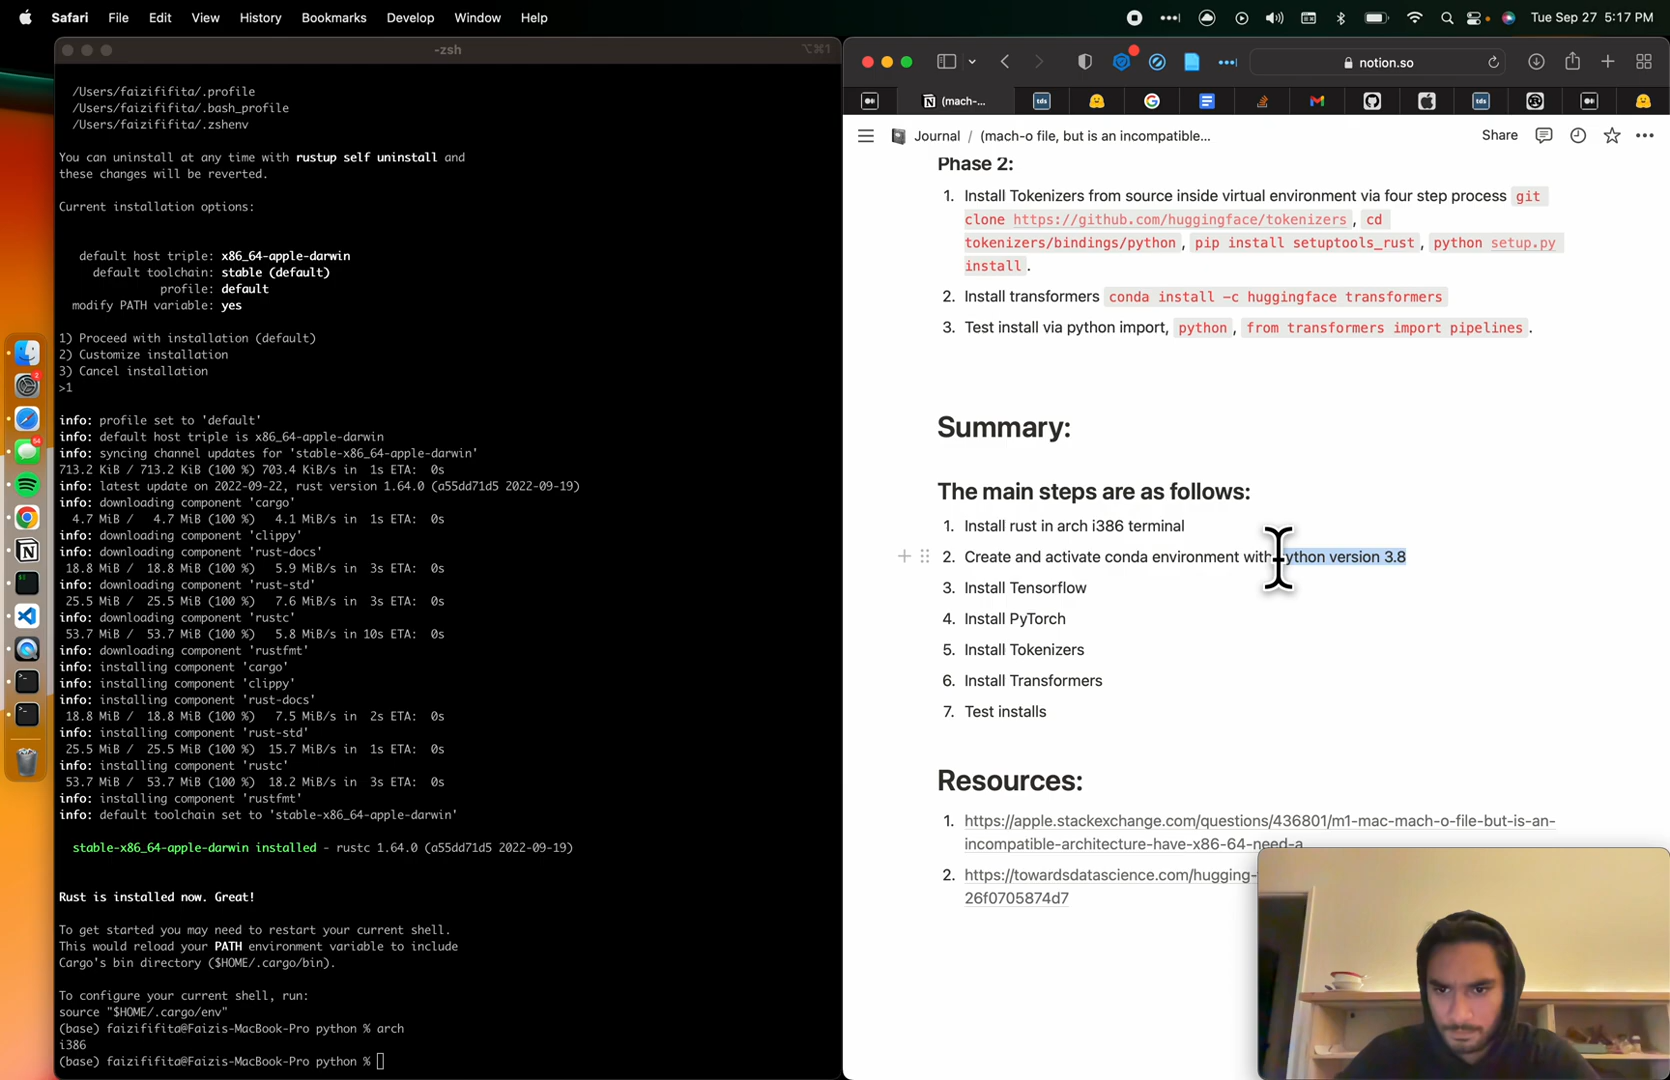 Safari File Edit View History Bookmarks Develop Window Help
Tue Sep 27 5:17 PM
-zsh
⌥⌘1
/Users/faizififita/.profile
/Users/faizififita/.bash_profile
/Users/faizififita/.zshenv
You can uninstall at any time with rustup self uninstall and
these changes will be reverted.
Current installation options:
default host triple: x86_64-apple-darwin
default toolchain: stable (default)
profile: default
modify PATH variable: yes
1) Proceed with installation (default)
2) Customize installation
3) Cancel installation
>1
info: profile set to 'default'
info: default host triple is x86_64-apple-darwin
info: syncing channel updates for 'stable-x86_64-apple-darwin'
713.2 KiB / 713.2 KiB (100 %) 703.4 KiB/s in 1s ETA: 0s
info: latest update on 2022-09-22, rust version 1.64.0 (a55dd71d5 2022-09-19)
info: downloading component 'cargo'
4.7 MiB / 4.7 MiB (100 %) 4.1 MiB/s in 1s ETA: 0s
info: downloading component 'clippy'
info: downloading component 'rust-docs'
18.8 MiB / 18.8 MiB (100 %) 5.9 MiB/s in 3s ETA: 0s
info: downloading component 'rust-std'
25.5 MiB / 25.5 MiB (100 %) 7.6 MiB/s in 3s ETA: 0s
info: downloading component 'rustc'
53.7 MiB / 53.7 MiB (100 %) 5.8 MiB/s in 10s ETA: 0s
info: downloading component 'rustfmt'
info: installing component 'cargo'
info: installing component 'clippy'
info: installing component 'rust-docs'
18.8 MiB / 18.8 MiB (100 %) 7.5 MiB/s in 2s ETA: 0s
info: installing component 'rust-std'
25.5 MiB / 25.5 MiB (100 %) 15.7 MiB/s in 1s ETA: 0s
info: installing component 'rustc'
53.7 MiB / 53.7 MiB (100 %) 18.2 MiB/s in 3s ETA: 0s
info: installing component 'rustfmt'
info: default toolchain set to 'stable-x86_64-apple-darwin'
stable-x86_64-apple-darwin installed - rustc 1.64.0 (a55dd71d5 2022-09-19)
Rust is installed now. Great!
To get started you may need to restart your current shell.
This would reload your PATH environment variable to include
Cargo's bin directory ($HOME/.cargo/bin).
To configure your current shell, run:
source "$HOME/.cargo/env"
(base) faizififita@Faizis-MacBook-Pro python % arch
i386
(base) faizififita@Faizis-MacBook-Pro python %
notion.so
(mach-...
tds
tds
Journal / (mach-o file, but is an incompatible...
Share
Phase 2:
1. Install Tokenizers from source inside virtual environment via four step process git
clone https://github.com/huggingface/tokenizers , cd
tokenizers/bindings/python , pip install setuptools_rust , python setup.py
install .
2. Install transformers conda install -c huggingface transformers
3. Test install via python import, python , from transformers import pipelines .
Summary:
The main steps are as follows:
1. Install rust in arch i386 terminal
2. Create and activate conda environment with python version 3.8
3. Install Tensorflow
4. Install PyTorch
5. Install Tokenizers
6. Install Transformers
7. Test installs
Resources:
1. https://apple.stackexchange.com/questions/436801/m1-mac-mach-o-file-but-is-an-
incompatible-architecture-have-x86-64-need-a
2. https://towardsdatascience.com/hugging-
26f0705874d7